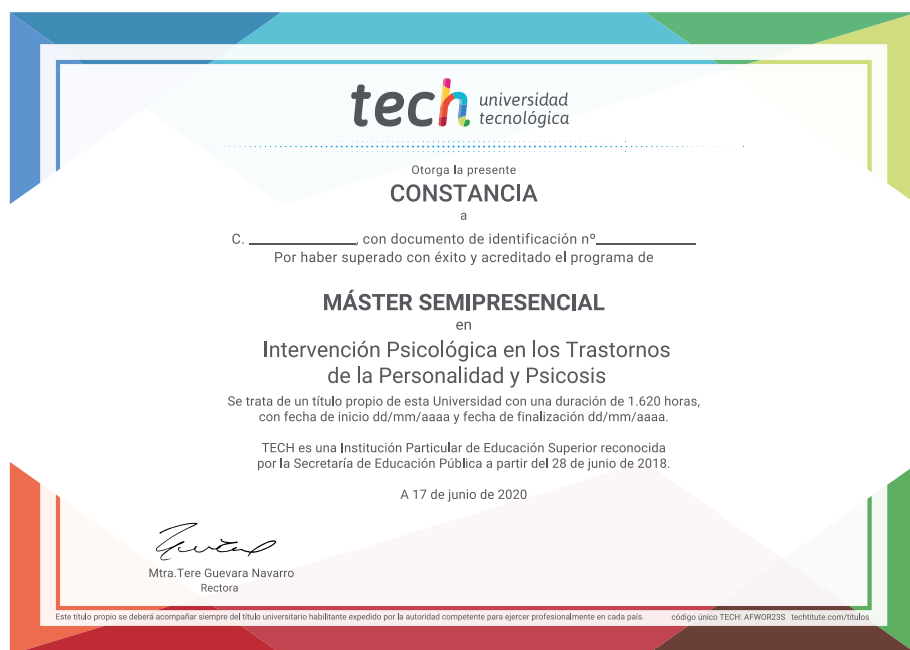 tech universidad
tecnológica
Otorga la presente
CONSTANCIA
a
C. ____________, con documento de identificación nº____________
Por haber superado con éxito y acreditado el programa de
MÁSTER SEMIPRESENCIAL
en
Intervención Psicológica en los Trastornos
de la Personalidad y Psicosis
Se trata de un título propio de esta Universidad con una duración de 1.620 horas,
con fecha de inicio dd/mm/aaaa y fecha de finalización dd/mm/aaaa.
TECH es una Institución Particular de Educación Superior reconocida
por la Secretaría de Educación Pública a partir del 28 de junio de 2018.
A 17 de junio de 2020
Mtra.Tere Guevara Navarro
Rectora
Este título propio se deberá acompañar siempre del título universitario habilitante expedido por la autoridad competente para ejercer profesionalmente en cada país. código único TECH: AFWOR23S techtitute.com/titulos